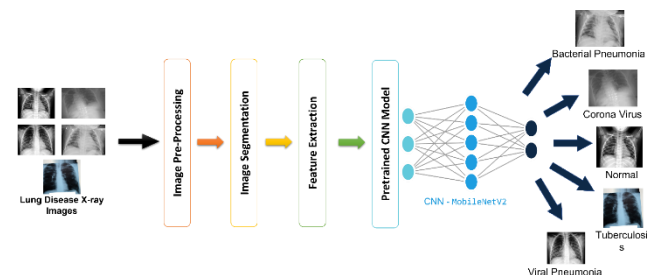 Lung Disease X-ray
Images
Image Pre-Processing
Image Segmentation
Feature Extraction
Pretrained CNN Model
CNN - MobileNetV2
Bacterial Pneumonia
Corona Virus
Normal
Tuberculosi
s
Viral Pneumonia